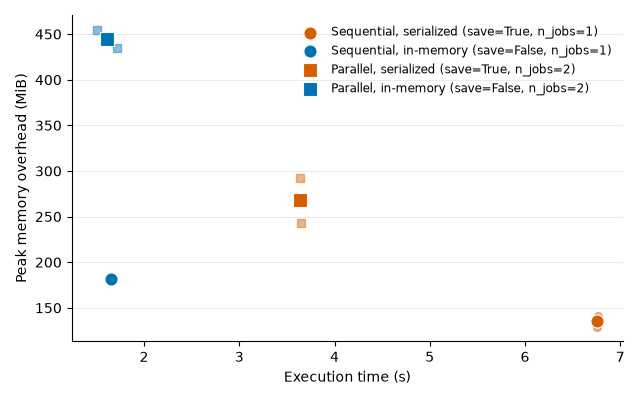 450
400
350
300
250
200
150
Peak memory overhead (MiB)
Sequential, serialized (save=True, n_jobs=1)
Sequential, in-memory (save=False, n_jobs=1)
Parallel, serialized (save=True, n_jobs=2)
Parallel, in-memory (save=False, n_jobs=2)
2 3 4 5 6 7
Execution time (s)